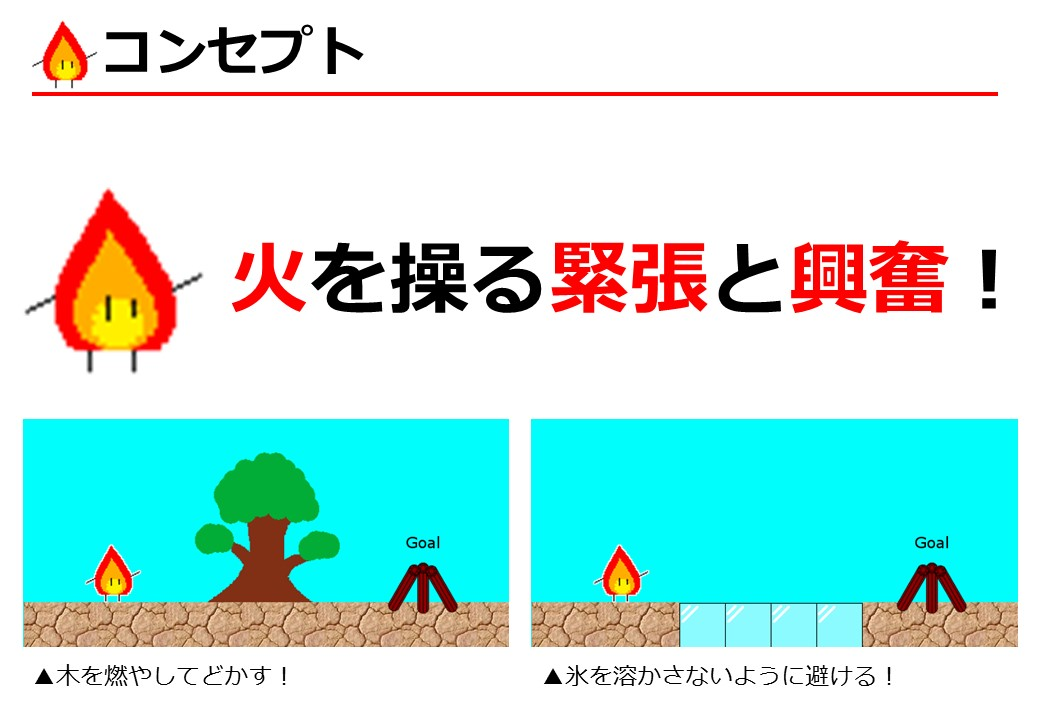 コンセプト
火を操る緊張と興奮！
Goal
Goal
▲木を燃やしてどかす！
▲氷を溶かさないように避ける！